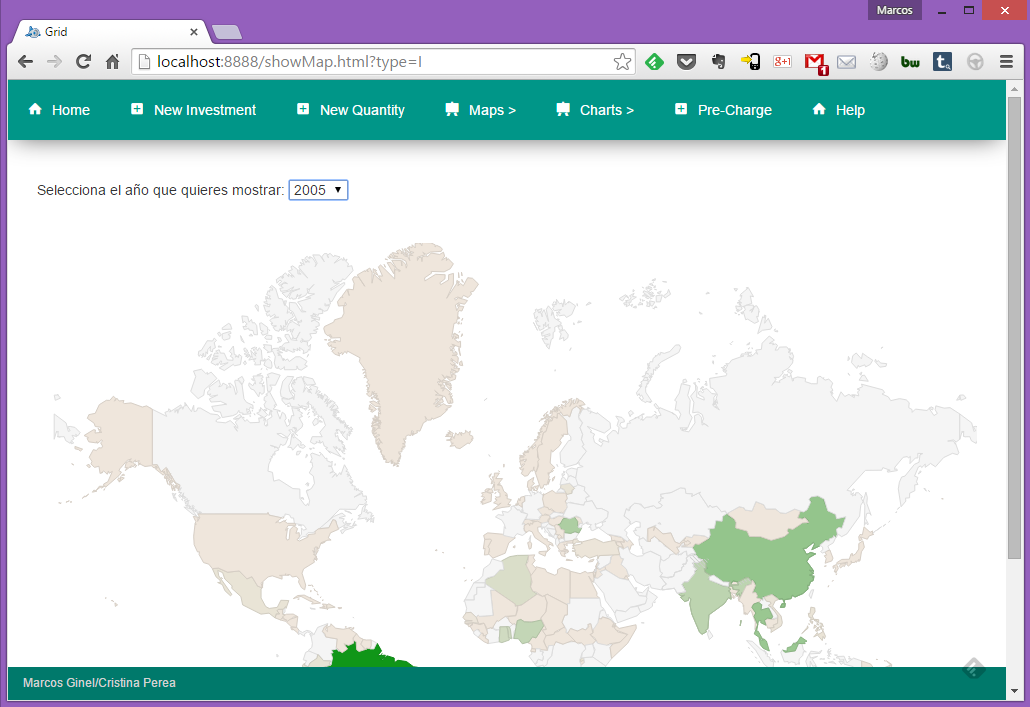 Marcos
Grid
localhost:8888/showMap.html?type=I
g+1
1
bw
t
Home
New Investment
New Quantity
Maps >
Charts >
Pre-Charge
Help
Selecciona el año que quieres mostrar: 2005
Marcos Ginel/Cristina Perea